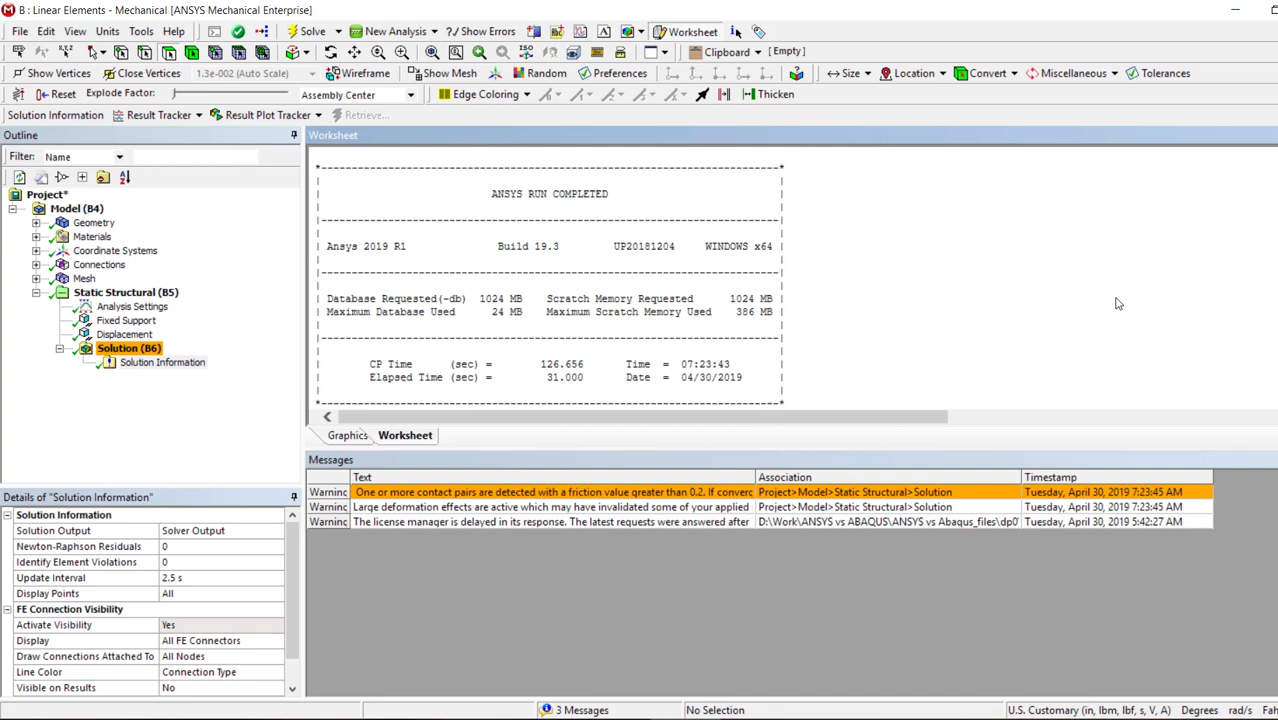 B : Linear Elements - Mechanical [ANSYS Mechanical Enterprise]
File Edit View Units Tools Help Solve New Analysis ?/ Show Errors Worksheet
Clipboard [Empty]
Show Vertices Close Vertices 1.3e-002 (Auto Scale) Wireframe Show Mesh Random Preferences Size Location Convert Miscellaneous Tolerances
Reset Explode Factor: Assembly Center Edge Coloring Thicken
Solution Information Result Tracker Result Plot Tracker Retrieve...
Outline
Filter: Name
Project*
Model (B4)
Geometry
Materials
Coordinate Systems
Connections
Mesh
Static Structural (B5)
Analysis Settings
Fixed Support
Displacement
Solution (B6)
Solution Information
Worksheet
ANSYS RUN COMPLETED
Ansys 2019 R1 Build 19.3 UP20181204 WINDOWS x64
Database Requested(-db) 1024 MB Scratch Memory Requested 1024 MB
Maximum Database Used 24 MB Maximum Scratch Memory Used 386 MB
CP Time (sec) = 126.656 Time = 07:23:43
Elapsed Time (sec) = 31.000 Date = 04/30/2019
Graphics Worksheet
Messages
Text Association Timestamp
Warninc One or more contact pairs are detected with a friction value greater than 0.2. If converc Project>Model>Static Structural>Solution Tuesday, April 30, 2019 7:23:45 AM
Warninc Large deformation effects are active which may have invalidated some of your applied Project>Model>Static Structural>Solution Tuesday, April 30, 2019 7:23:45 AM
Warninc The license manager is delayed in its response. The latest requests were answered after D:\Work\ANSYS vs ABAQUS\ANSYS vs Abaqus_files\dp0 Tuesday, April 30, 2019 5:42:27 AM
Details of "Solution Information"
Solution Information
Solution Output Solver Output
Newton-Raphson Residuals 0
Identify Element Violations 0
Update Interval 2.5 s
Display Points All
FE Connection Visibility
Activate Visibility Yes
Display All FE Connectors
Draw Connections Attached To All Nodes
Line Color Connection Type
Visible on Results No
3 Messages No Selection U.S. Customary (in, lbm, lbf, s, V, A) Degrees rad/s Fah